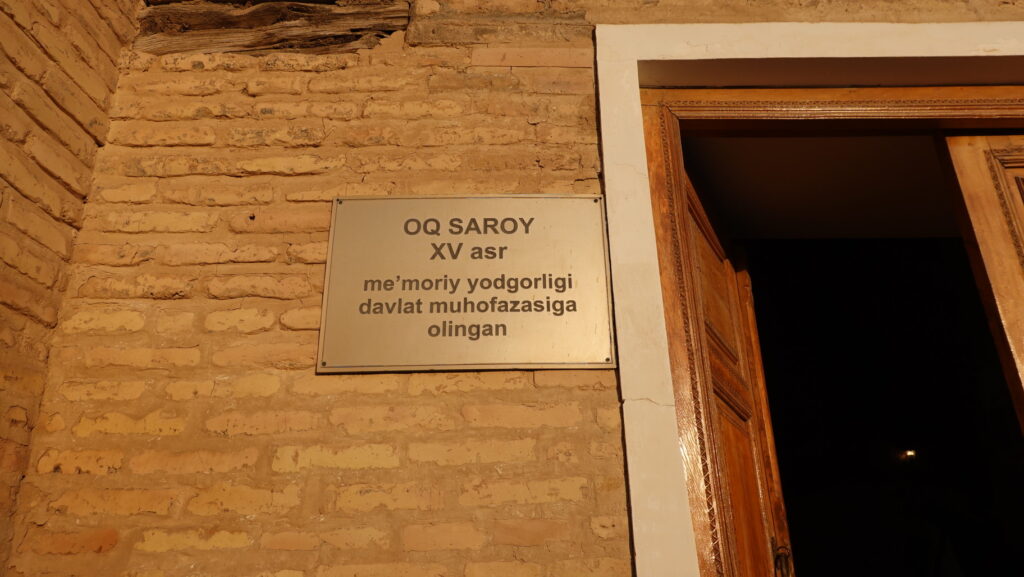 OQ SAROY
XV asr
me’moriy yodgorligi
davlat muhofazasiga
olingan